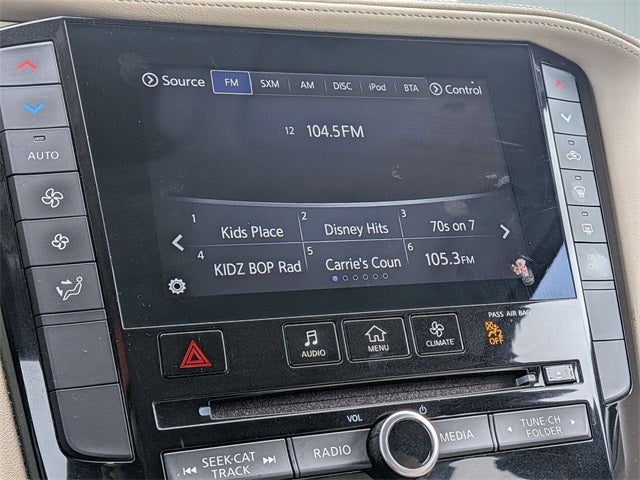 Source FM SXM AM DISC iPod BTA Control
12 104.5FM
1 Kids Place 2 Disney Hits 3 70s on 7
4 KIDZ BOP Rad 5 Carrie's Coun 6 105.3FM
AUTO
AUDIO MENU CLIMATE
PASS AIR BAG
2
OFF
VOL
SEEK·CAT
TRACK
RADIO
MEDIA
TUNE·CH
FOLDER